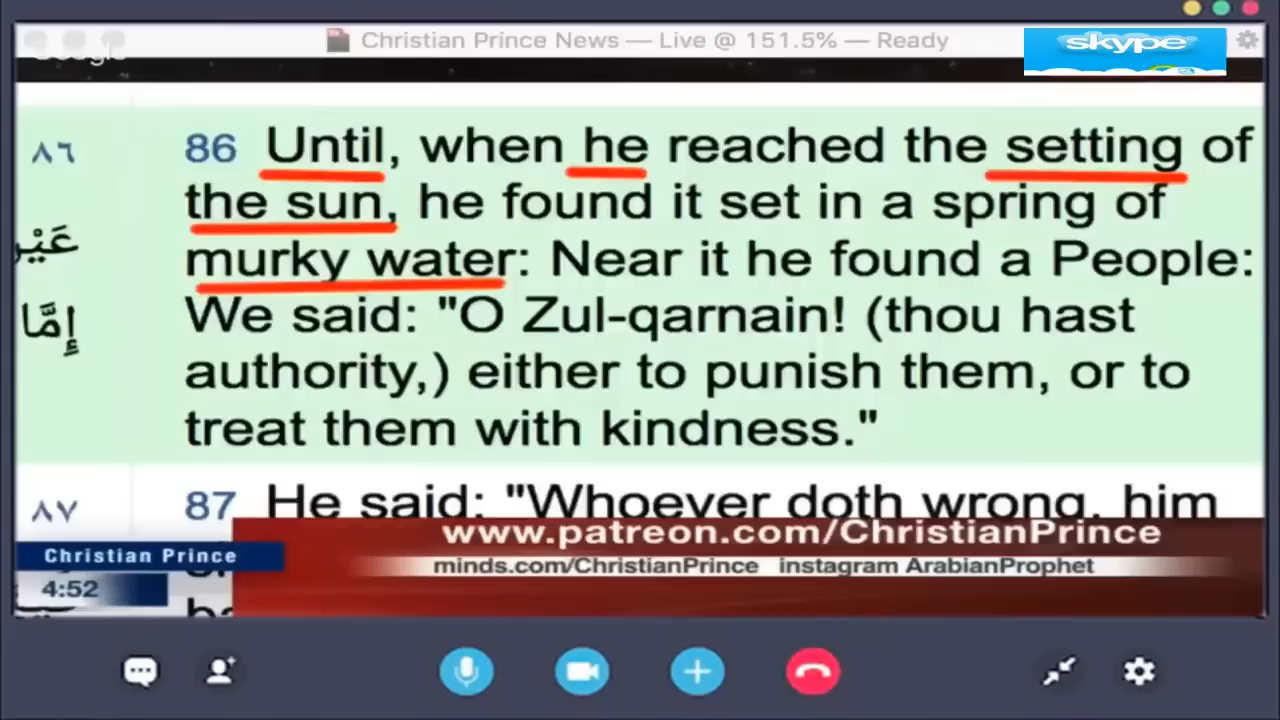 Christian Prince News — Live @ 151.5% — Ready
skype
Google
٨٦
86 Until, when he reached the setting of
the sun, he found it set in a spring of
عَيْن
murky water: Near it he found a People:
إِمَّا
We said: "O Zul-qarnain! (thou hast
authority,) either to punish them, or to
treat them with kindness."
٨٧
87 He said: "Whoever doth wrong, him
www.patreon.com/ChristianPrince
Christian Prince
minds.com/ChristianPrince instagram ArabianProphet
4:52